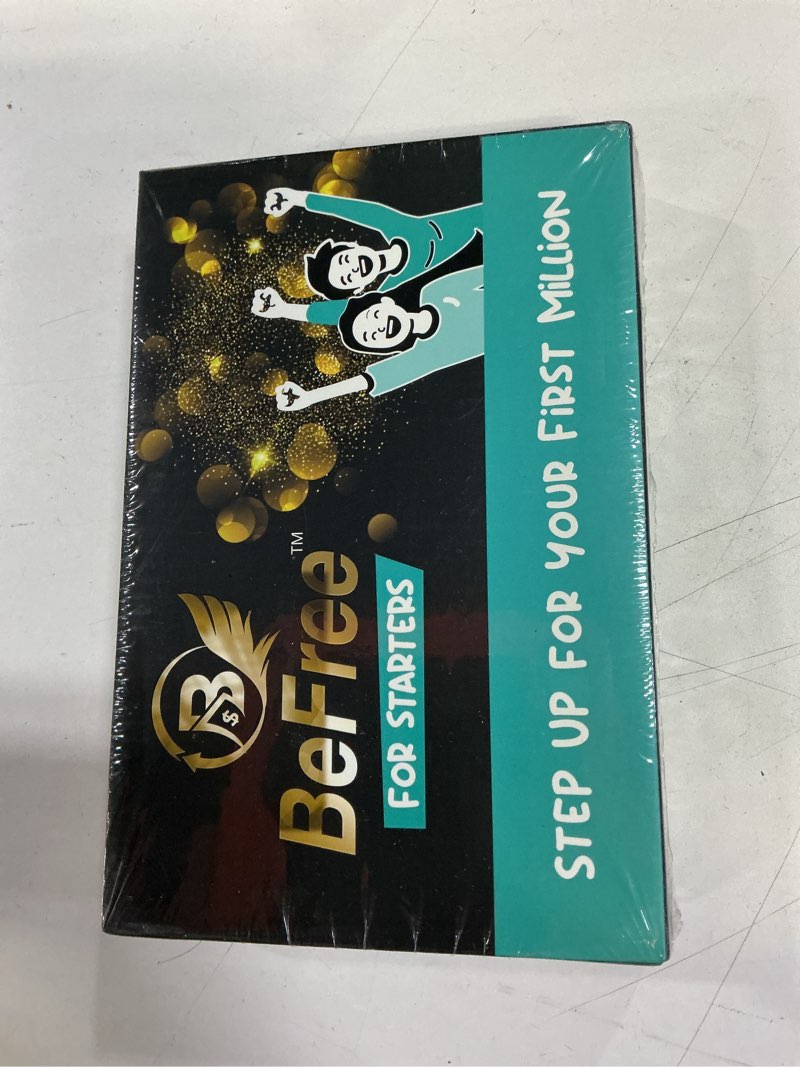 B
$
BeFree™
FOR STARTERS
STEP UP FOR YOUR FiRST MiLLiON